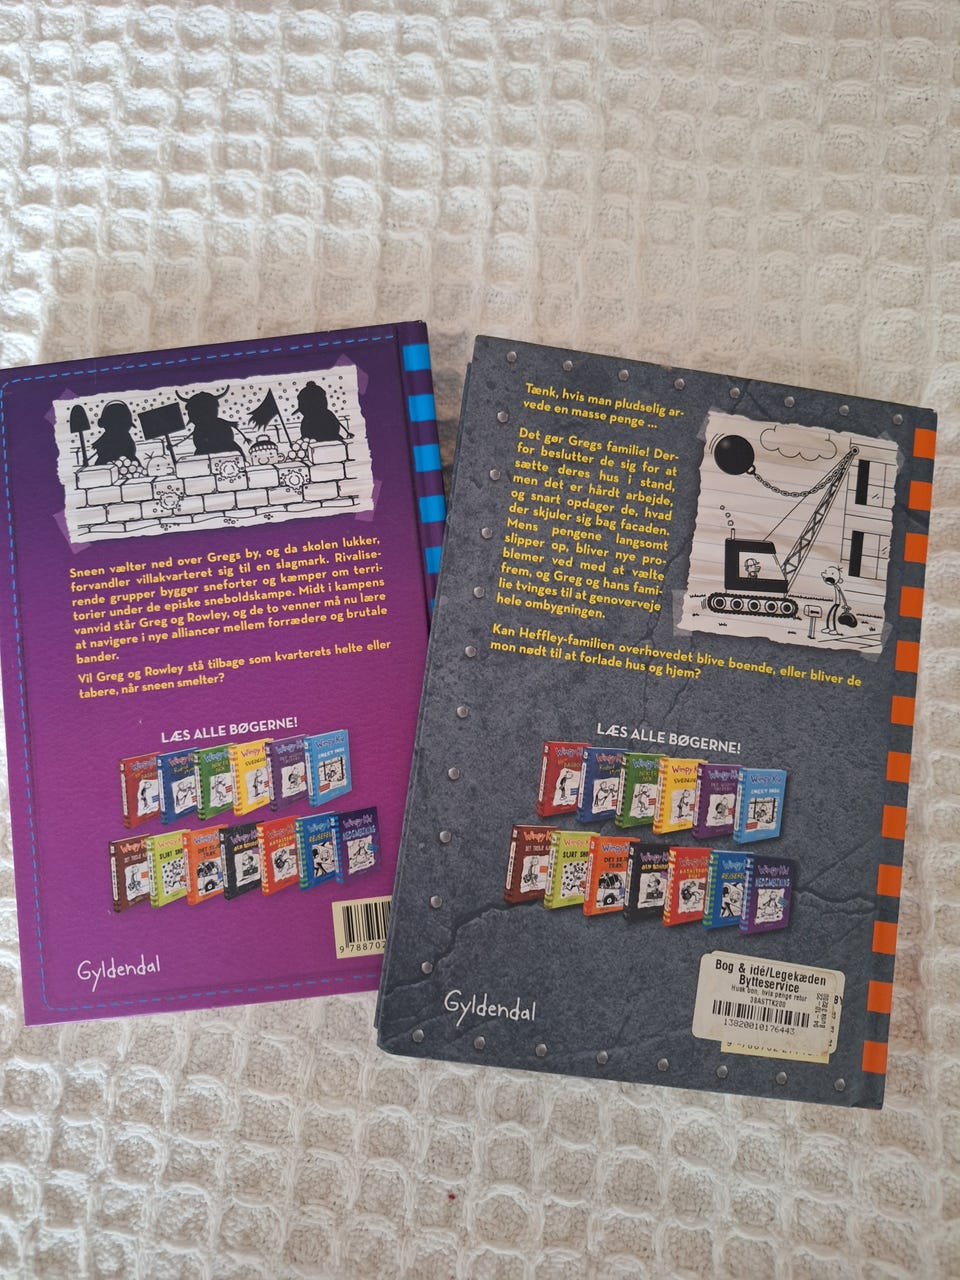 Sneen vælter ned over Gregs by, og da skolen lukker,
forvandler villakvarteret sig til en slagmark. Rivalise-
rende grupper bygger sneforter og kæmper om terri-
torier under de episke sneboldskampe. Midt i kampens
vanvid står Greg og Rowley, og de to venner må nu lære
at navigere i nye alliancer mellem forrædere og brutale
bander.
Vil Greg og Rowley stå tilbage som kvarterets helte eller
tabere, når sneen smelter?
LÆS ALLE BØGERNE!
Gyldendal
9 788702
Tænk, hvis man pludselig ar-
vede en masse penge ...
Det gør Gregs familie! Der-
for beslutter de sig for at
sætte deres hus i stand,
men det er hårdt arbejde,
og snart opdager de, hvad
der skjuler sig bag facaden.
Mens pengene langsomt
slipper op, bliver nye pro-
blemer ved med at vælte
frem, og Greg og hans fami-
lie tvinges til at genoverveje
hele ombygningen.
Kan Heffley-familien overhovedet blive boende, eller bliver de
mon nødt til at forlade hus og hjem?
LÆS ALLE BØGERNE!
Gyldendal
Bog & idé/Legekæden
Bytteservice
Husk bon, hvis penge retur
13820010176443